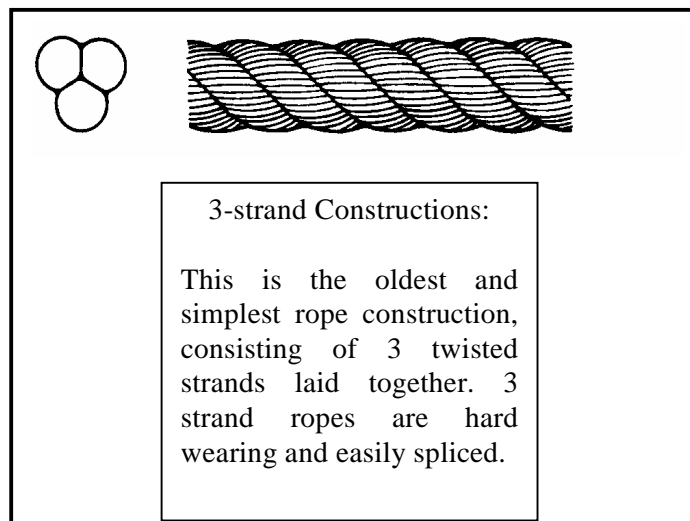 3-strand Constructions:
This is the oldest and
simplest rope construction,
consisting of 3 twisted
strands laid together. 3
strand ropes are hard
wearing and easily spliced.